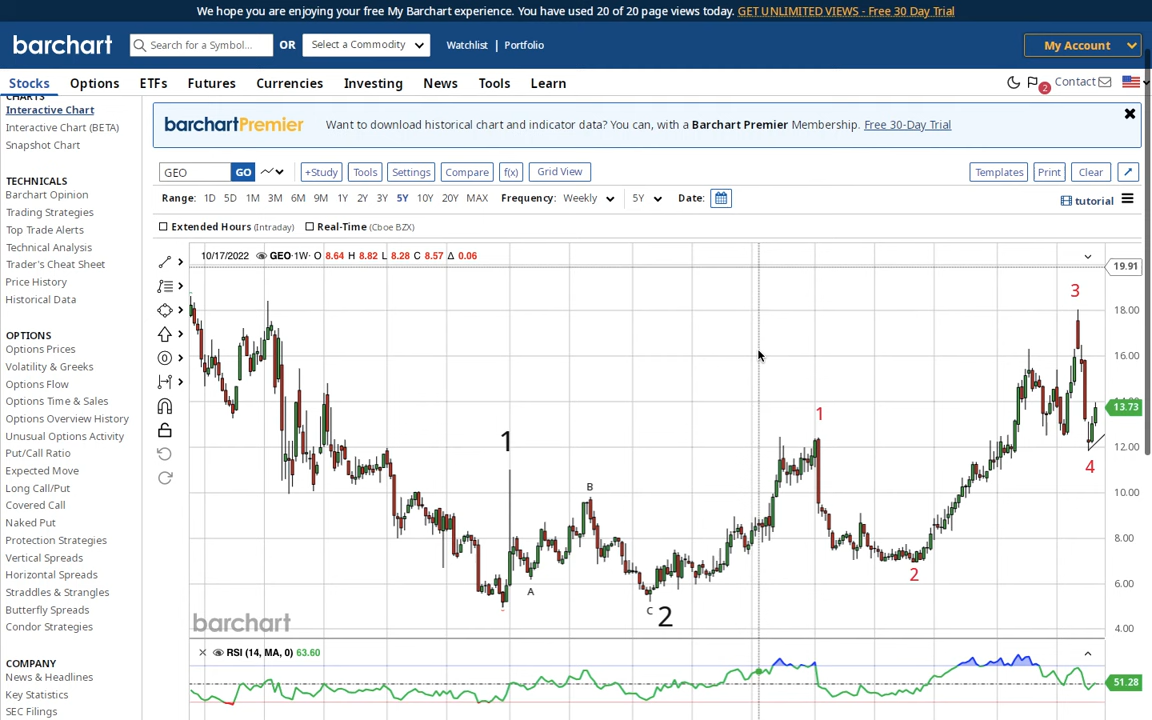 We hope you are enjoying your free My Barchart experience. You have used 20 of 20 page views today. GET UNLIMITED VIEWS - Free 30 Day Trial
barchart Search for a Symbol... OR Select a Commodity Watchlist | Portfolio My Account
Stocks Options ETFs Futures Currencies Investing News Tools Learn 2 Contact
CHARTS
Interactive Chart
Interactive Chart (BETA)
Snapshot Chart
TECHNICALS
Barchart Opinion
Trading Strategies
Top Trade Alerts
Technical Analysis
Trader's Cheat Sheet
Price History
Historical Data
OPTIONS
Options Prices
Volatility & Greeks
Options Flow
Options Time & Sales
Options Overview History
Unusual Options Activity
Put/Call Ratio
Expected Move
Long Call/Put
Covered Call
Naked Put
Protection Strategies
Vertical Spreads
Horizontal Spreads
Straddles & Strangles
Butterfly Spreads
Condor Strategies
COMPANY
News & Headlines
Key Statistics
SEC Filings
barchartPremier Want to download historical chart and indicator data? You can, with a Barchart Premier Membership. Free 30-Day Trial
GEO GO +Study Tools Settings Compare f(x) Grid View Templates Print Clear
Range: 1D 5D 1M 3M 6M 9M 1Y 2Y 3Y 5Y 10Y 20Y MAX Frequency: Weekly 5Y Date: tutorial
Extended Hours (Intraday) Real-Time (Cboe BZX)
10/17/2022 GEO·1W· O 8.64 H 8.82 L 8.28 C 8.57 Δ 0.06
19.91
3
18.00
16.00
13.73
1
1
12.00
4
B
10.00
8.00
2
6.00
A
C 2
4.00
barchart
RSI (14, MA, 0) 63.60
51.28